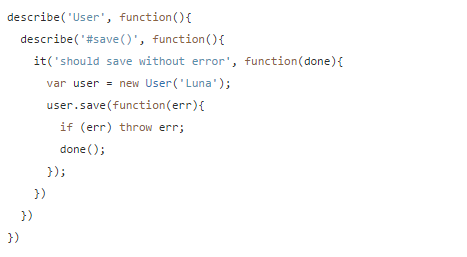 describe('User', function(){
  describe('#save()', function(){
    it('should save without error', function(done){
      var user = new User('Luna');
      user.save(function(err){
        if (err) throw err;
        done();
      });
    })
  })
})